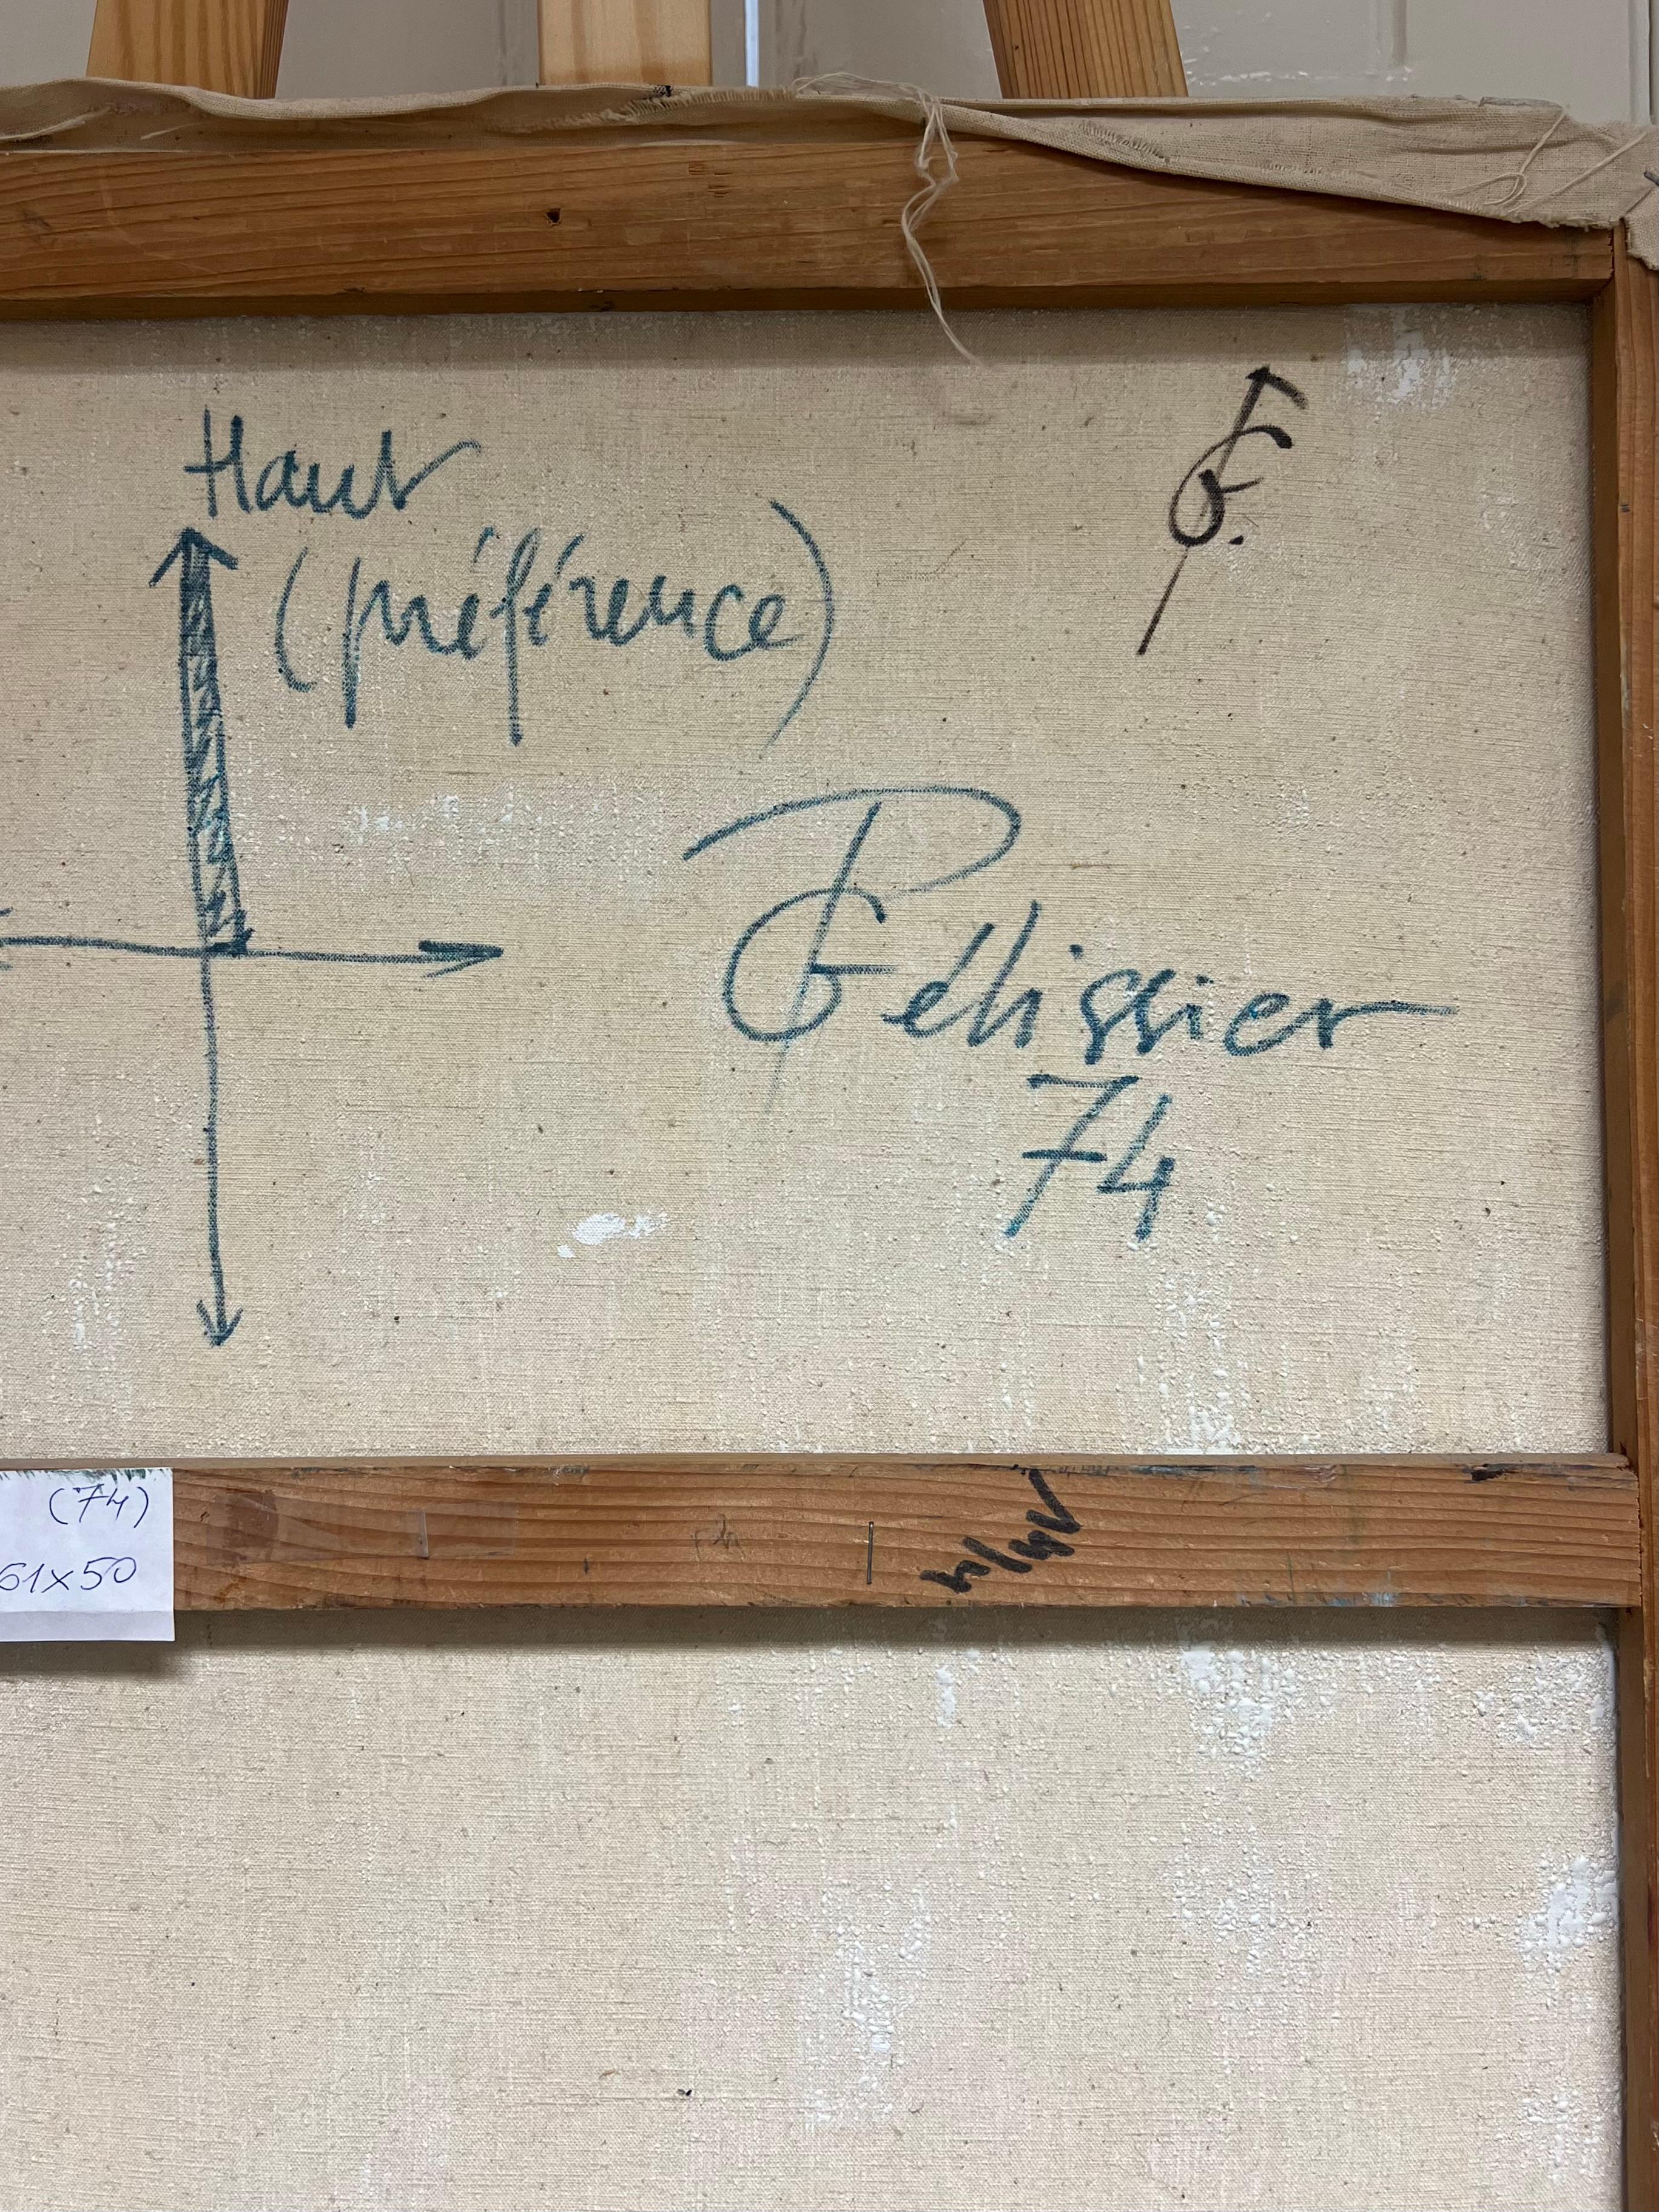 Haut
(préférence)
G Pelissier
74
(74)
61x50